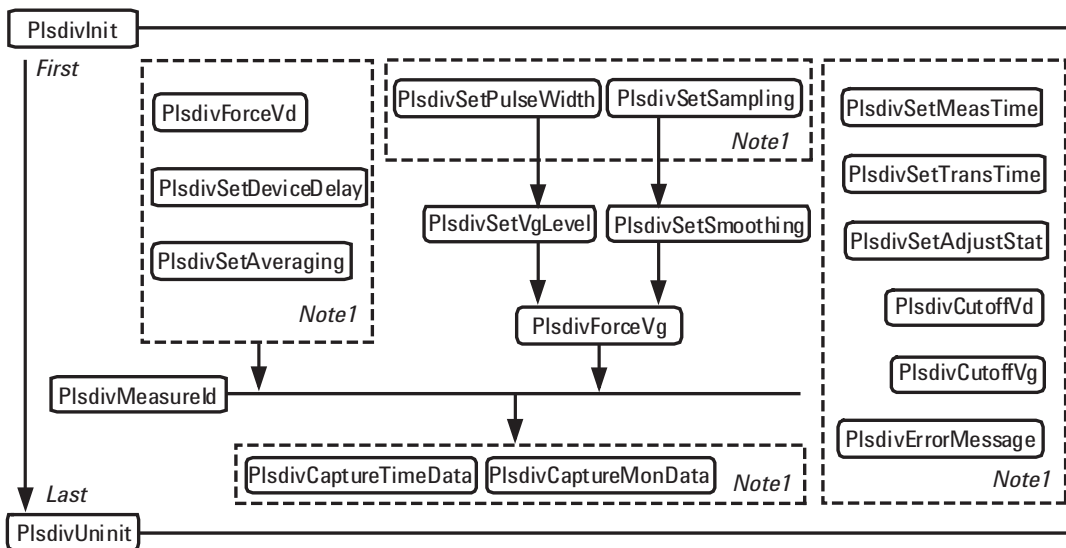 PlsdivInit
First
PlsdivForceVd
PlsdivSetDeviceDelay
PlsdivSetAveraging
Note1
PlsdivSetPulseWidth
PlsdivSetSampling
Note1
PlsdivSetVgLevel
PlsdivSetSmoothing
PlsdivForceVg
PlsdivSetMeasTime
PlsdivSetTransTime
PlsdivSetAdjustStat
PlsdivCutoffVd
PlsdivCutoffVg
PlsdivErrorMessage
Note1
PlsdivMeasureId
PlsdivCaptureTimeData
PlsdivCaptureMonData
Note1
Last
PlsdivUninit